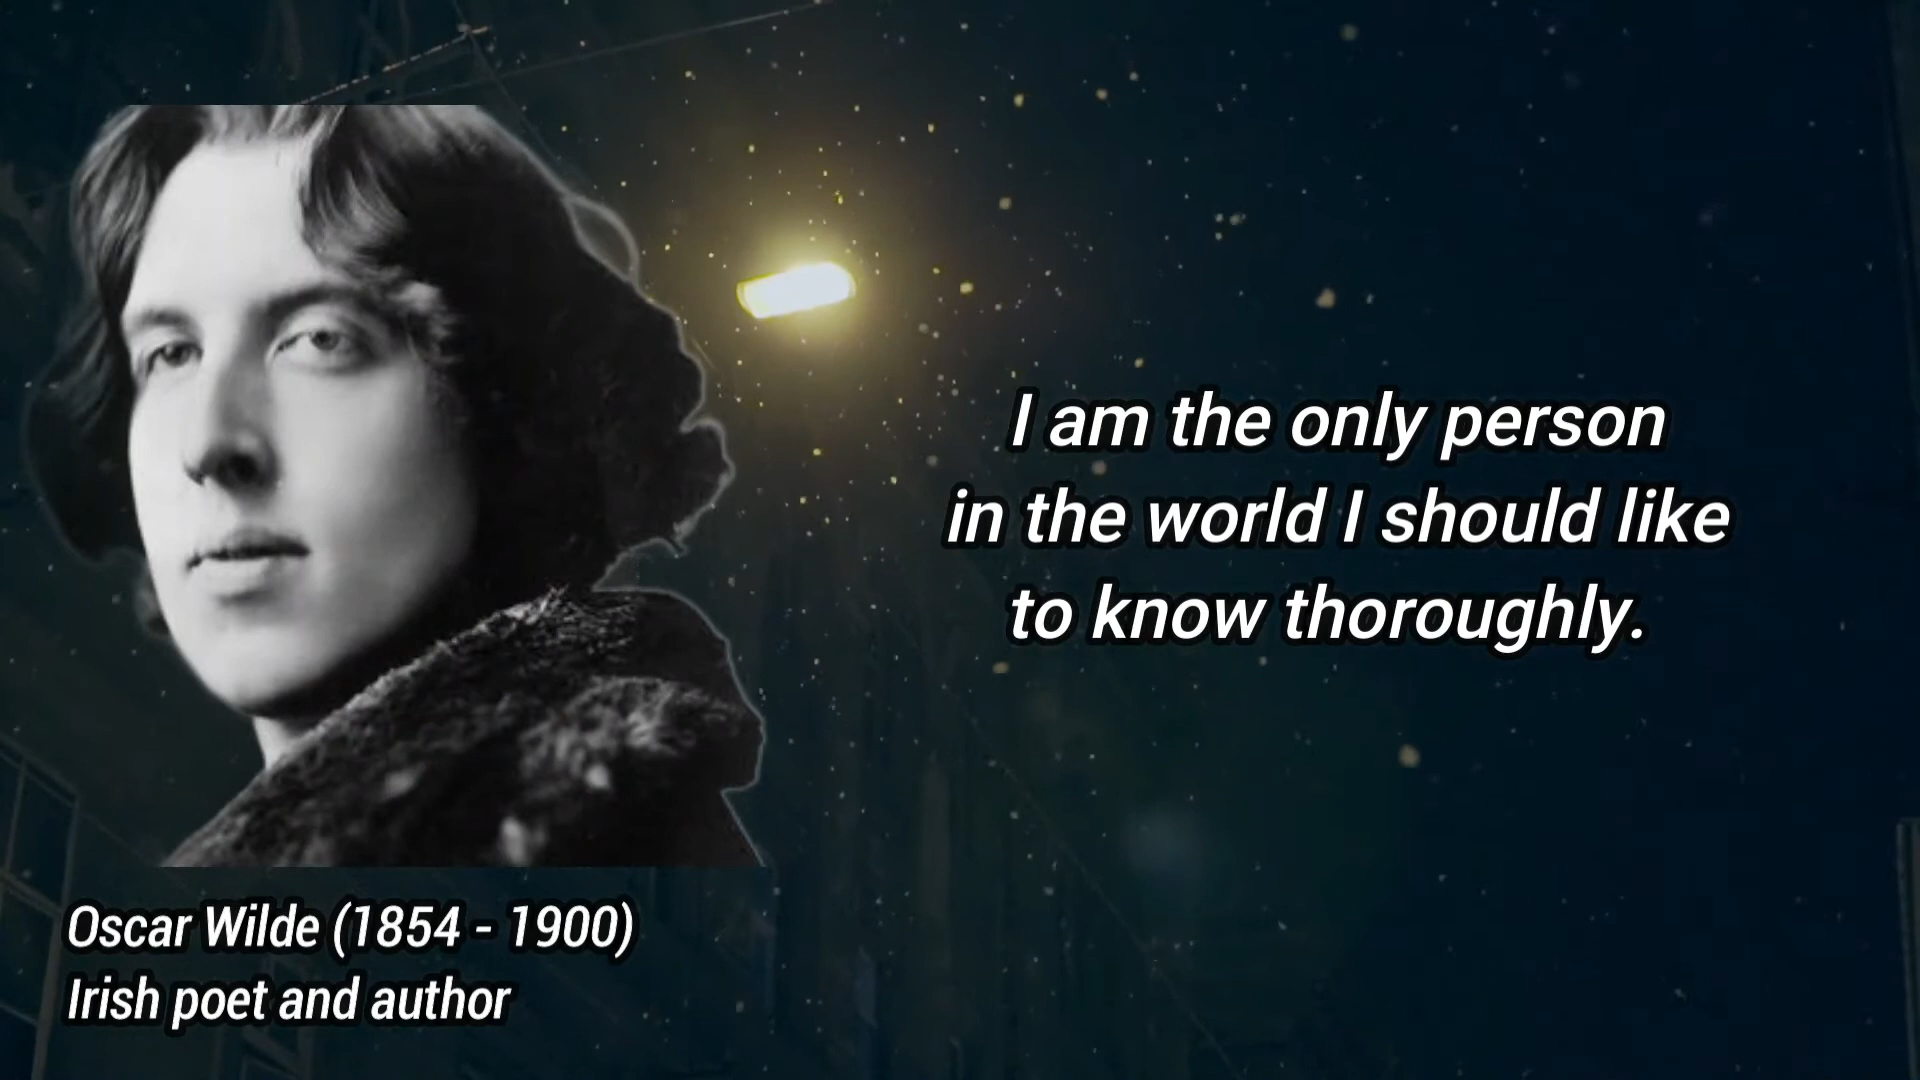 I am the only person
in the world I should like
to know thoroughly.
Oscar Wilde (1854 - 1900)
Irish poet and author